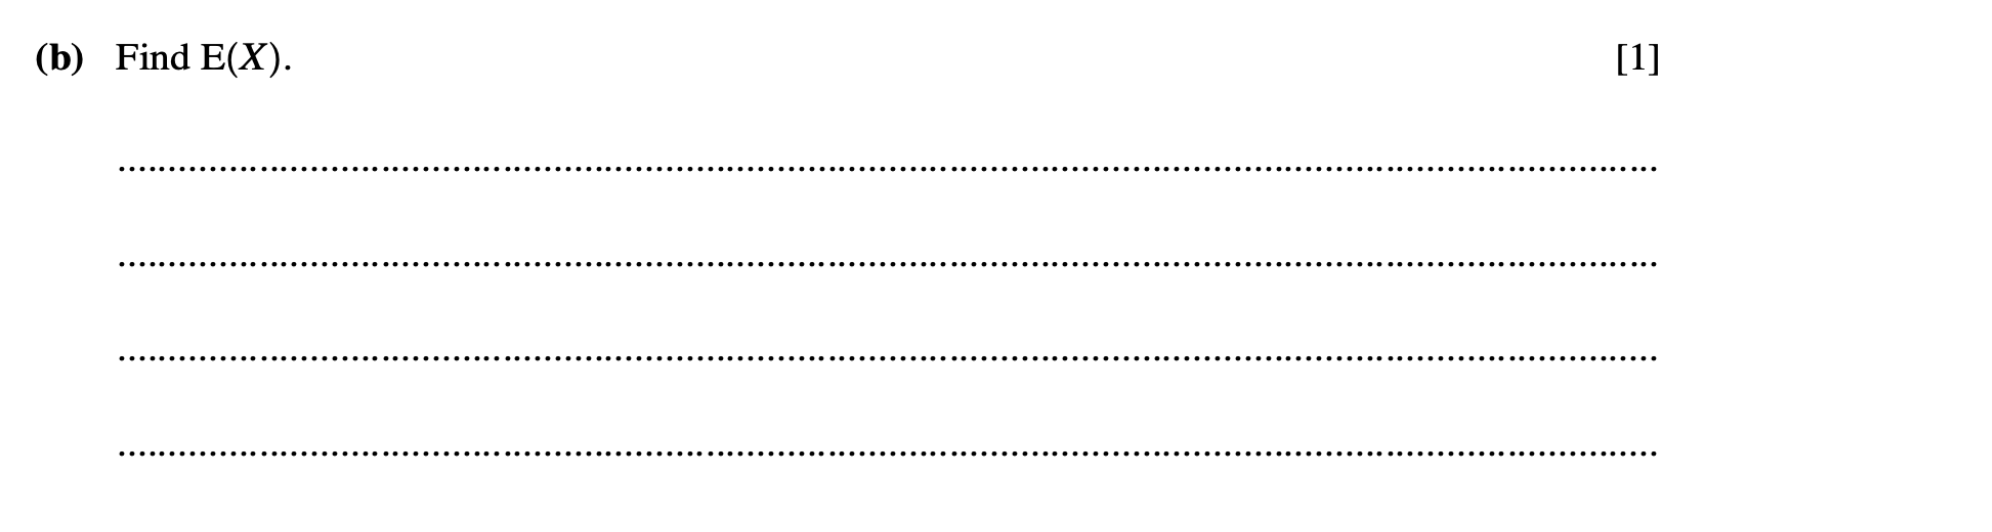 (b) Find E(X). [1]